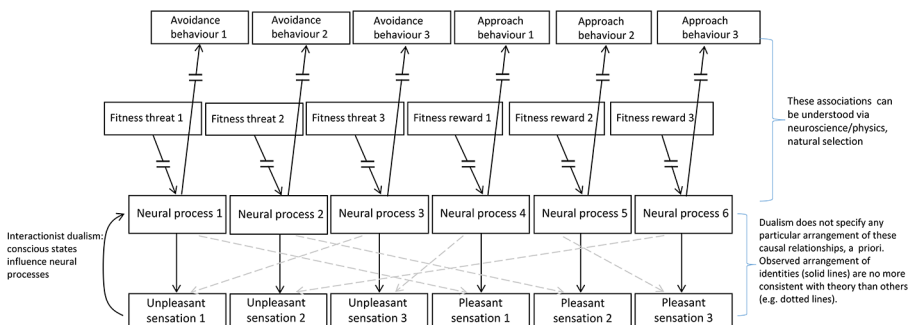 Avoidance
behaviour 1
Avoidance
behaviour 2
Avoidance
behaviour 3
Approach
behaviour 1
Approach
behaviour 2
Approach
behaviour 3
Fitness threat 1
Fitness threat 2
Fitness threat 3
Fitness reward 1
Fitness reward 2
Fitness reward 3
These associations can
be understood via
neuroscience/physics,
natural selection
Neural process 1
Neural process 2
Neural process 3
Neural process 4
Neural process 5
Neural process 6
Interactionist dualism:
conscious states
influence neural
processes
Dualism does not specify any
particular arrangement of these
causal relationships, a priori.
Observed arrangement of
identities (solid lines) are no more
consistent with theory than others
(e.g. dotted lines).
Unpleasant
sensation 1
Unpleasant
sensation 2
Unpleasant
sensation 3
Pleasant
sensation 1
Pleasant
sensation 2
Pleasant
sensation 3